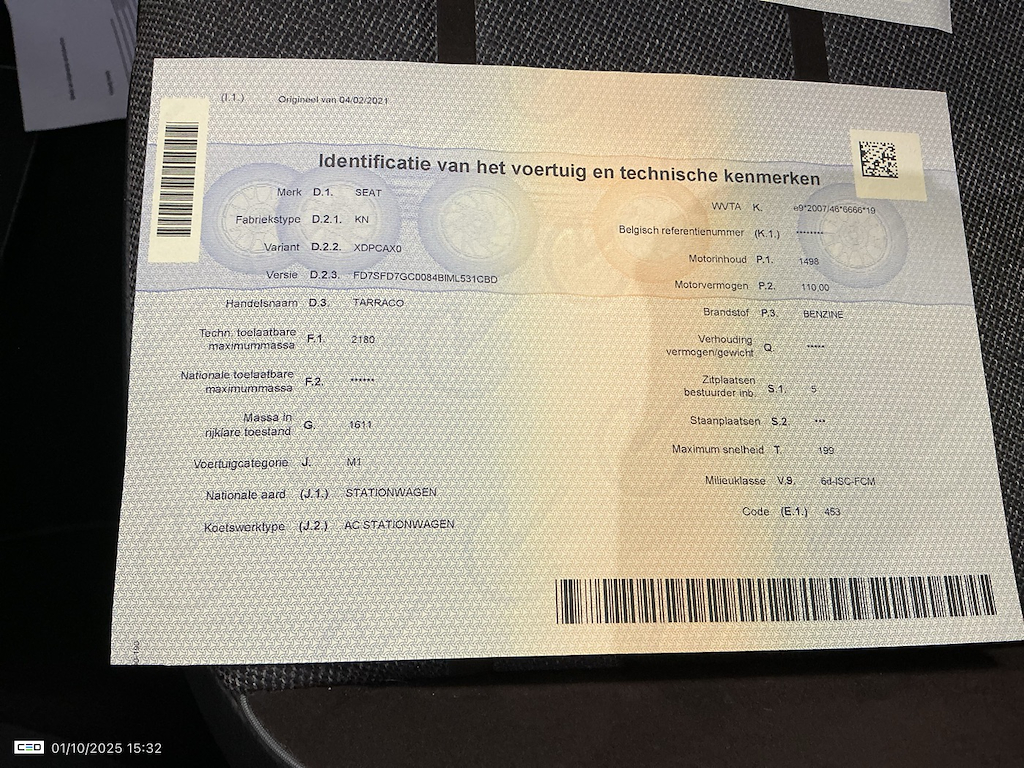 (I.1.) Origineel van 04/02/2021
Identificatie van het voertuig en technische kenmerken
Merk D.1. SEAT
Fabriekstype D.2.1. KN
Variant D.2.2. XDPCAX0
Versie D.2.3. FD7SFD7GC0084BIML531CBD
Handelsnaam D.3. TARRACO
Techn. toelaatbare
maximummassa F.1. 2180
Nationale toelaatbare
maximummassa F.2. ******
Massa in
rijklare toestand G. 1611
Voertuigcategorie J. M1
Nationale aard (J.1.) STATIONWAGEN
Koetswerktype (J.2.) AC STATIONWAGEN
WVTA K. e9*2007/46*6666*19
Belgisch referentienummer (K.1.) ********
Motorinhoud P.1. 1498
Motorvermogen P.2. 110.00
Brandstof P.3. BENZINE
Verhouding
vermogen/gewicht Q. *****
Zitplaatsen
bestuurder inb. S.1. 5
Staanplaatsen S.2. ***
Maximum snelheid T. 199
Milieuklasse V.9. 6d-ISC-FCM
Code (E.1.) 453
CEO 01/10/2025 15:32